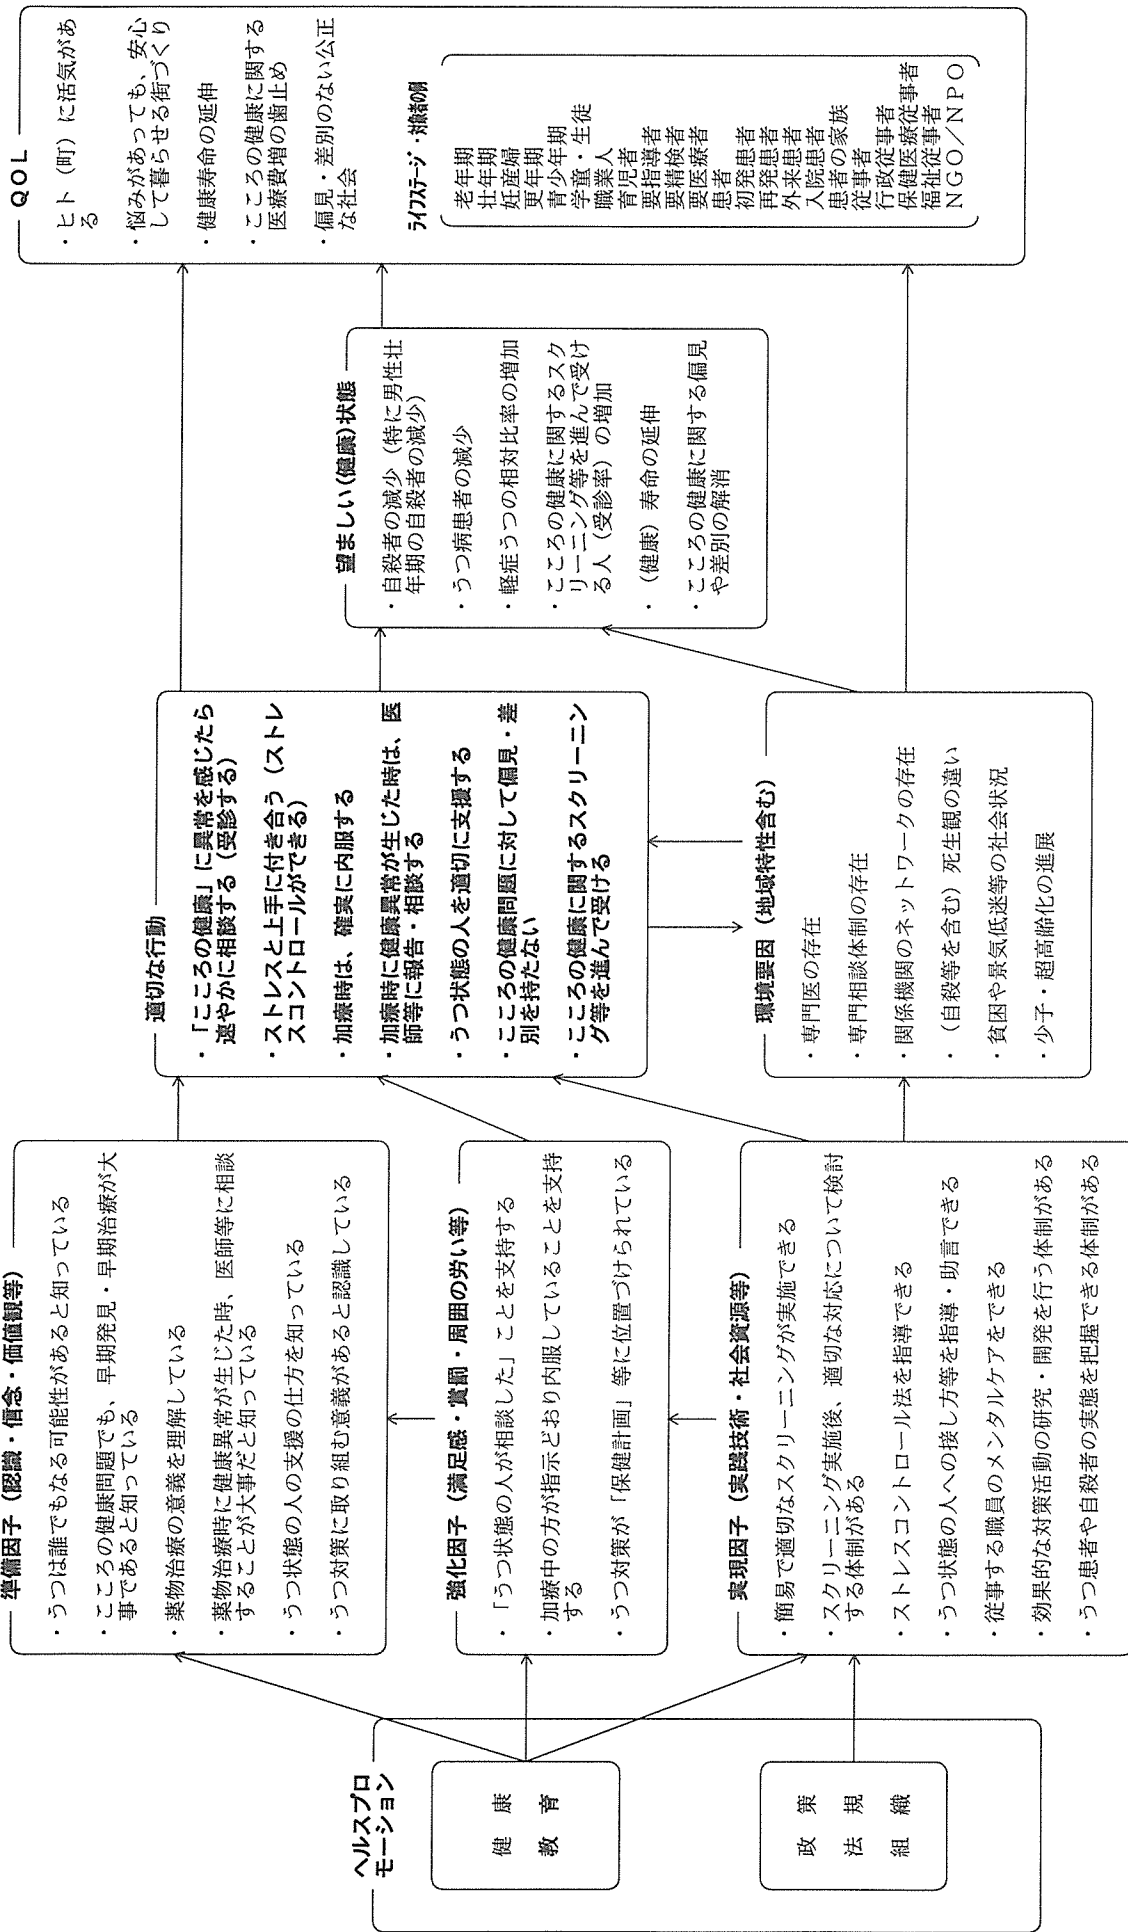 ヘルスプロ
モーション
健康
教育
政策
法規
組織
準備因子（認識・信念・価値観等）
・うつは誰でもなる可能性があると知っている
・こころの健康問題でも、早期発見・早期治療が大
事であると知っている
・薬物治療の意義を理解している
・薬物治療時に健康異常が生じた時、医師等に相談
することが大事だと知っている
・うつ状態の人の支援の仕方を知っている
・うつ対策に取り組む意義があると認識している
強化因子（満足感・賞罰・周囲の労い等）
・「うつ状態の人が相談した」ことを支持する
・加療中の方が指示どおり内服していることを支持
する
・うつ対策が「保健計画」等に位置づけられている
実現因子（実践技術・社会資源等）
・簡易で適切なスクリーニングが実施できる
・スクリーニング実施後、適切な対応について検討
する体制がある
・ストレスコントロール法を指導できる
・うつ状態の人への接し方等を指導・助言できる
・従事する職員のメンタルケアをできる
・効果的な対策活動の研究・開発を行う体制がある
・うつ患者や自殺者の実態を把握できる体制がある
適切な行動
・「こころの健康」に異常を感じたら
速やかに相談する（受診する）
・ストレスと上手に付き合う（ストレ
スコントロールができる）
・加療時は、確実に内服する
・加療時に健康異常が生じた時は、医
師等に報告・相談する
・うつ状態の人を適切に支援する
・こころの健康問題に対して偏見・差
別を持たない
・こころの健康に関するスクリーニン
グ等を進んで受ける
環境要因（地域特性含む）
・専門医の存在
・専門相談体制の存在
・関係機関のネットワークの存在
・（自殺等を含む）死生観の違い
・貧困や景気低迷等の社会状況
・少子・超高齢化の進展
望ましい(健康)状態
・自殺者の減少（特に男性壮
年期の自殺者の減少）
・うつ病患者の減少
・軽症うつの相対比率の増加
・こころの健康に関するスク
リーニング等を進んで受け
る人（受診率）の増加
・（健康）寿命の延伸
・こころの健康に関する偏見
や差別の解消
QOL
・ヒト（町）に活気があ
る
・悩みがあっても、安心
して暮らせる街づくり
・健康寿命の延伸
・こころの健康に関する
医療費増の歯止め
・偏見・差別のない公正
な社会
ライフステージ・対象者の例
老年期
壮年期
妊産婦
更年期
青少年期
学童・生徒
職業人
育児者
要指導者
要精検者
要医療者
患者
初発患者
再発患者
外来患者
入院患者
患者の家族
従事者
行政従事者
保健医療従事者
福祉従事者
NGO／NPO